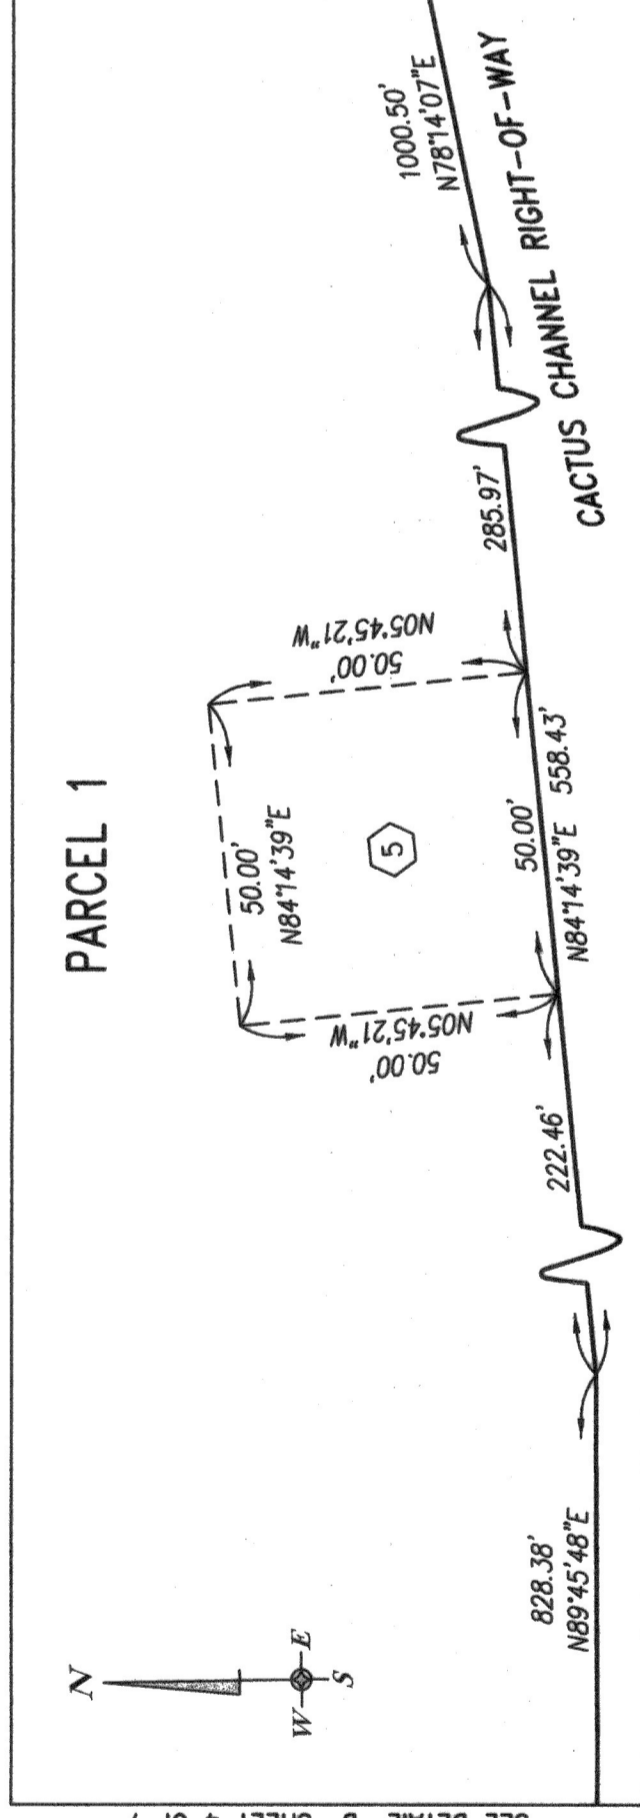 PARCEL 1
N
W
E
S
828.38'
N89°45'48"E
222.46'
50.00'
N05°45'21"W
50.00'
N84°14'39"E
5
50.00'
N84°14'39"E 558.43'
50.00'
N05°45'21"W
285.97'
1000.50'
N78°14'07"E
CACTUS CHANNEL RIGHT-OF-WAY